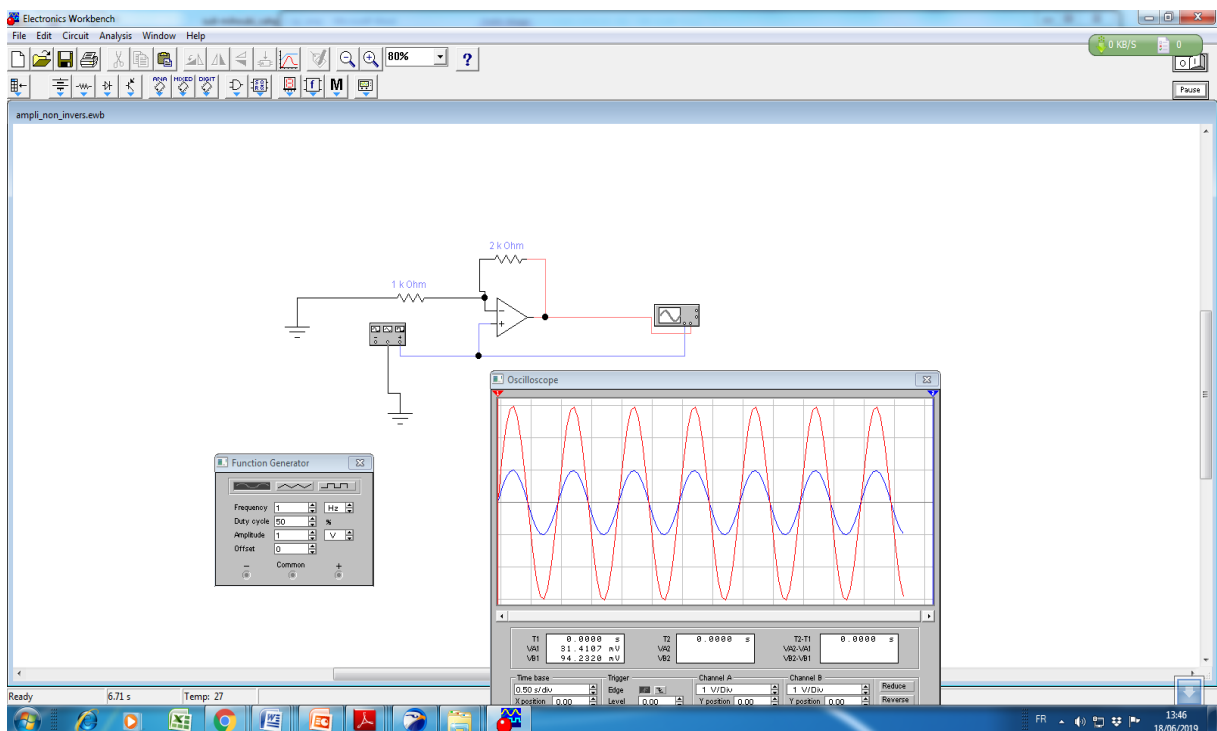 Electronics Workbench
File Edit Circuit Analysis Window Help
0 KB/S 0
80% ?
ANA MIXED DIGIT
M
Pause
ampli_non_invers.ewb
2 k Ohm
1 k Ohm
Oscilloscope
Function Generator
Frequency 1 Hz
Duty cycle 50 %
Amplitude 1 V
Offset 0
− Common +
T1 0.0000 s T2 0.0000 s T2-T1 0.0000 s
VA1 31.4107 mV VA2 VA2-VA1
VB1 94.2320 mV VB2 VB2-VB1
Time base Trigger Channel A Channel B
0.50 s/div Edge 1 V/Div 1 V/Div Reduce
X position 0.00 Level 0.00 Y position 0.00 Y position 0.00 Reverse
Ready 6.71 s Temp: 27
FR 13:46
18/06/2019